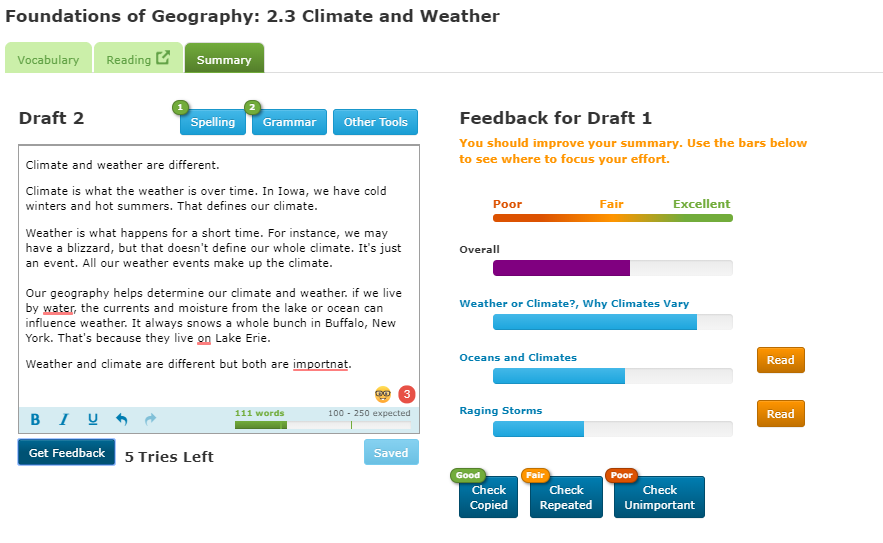 Foundations of Geography: 2.3 Climate and Weather
Vocabulary
Reading
Summary
Draft 2
1
Spelling
2
Grammar
Other Tools
Climate and weather are different.
Climate is what the weather is over time. In Iowa, we have cold
winters and hot summers. That defines our climate.
Weather is what happens for a short time. For instance, we may
have a blizzard, but that doesn't define our whole climate. It's just
an event. All our weather events make up the climate.
Our geography helps determine our climate and weather. if we live
by water, the currents and moisture from the lake or ocean can
influence weather. It always snows a whole bunch in Buffalo, New
York. That's because they live on Lake Erie.
Weather and climate are different but both are importnat.
3
B I U
111 words
100 - 250 expected
Get Feedback
5 Tries Left
Saved
Feedback for Draft 1
You should improve your summary. Use the bars below
to see where to focus your effort.
Poor Fair Excellent
Overall
Weather or Climate?, Why Climates Vary
Oceans and Climates
Read
Raging Storms
Read
Good
Check
Copied
Fair
Check
Repeated
Poor
Check
Unimportant